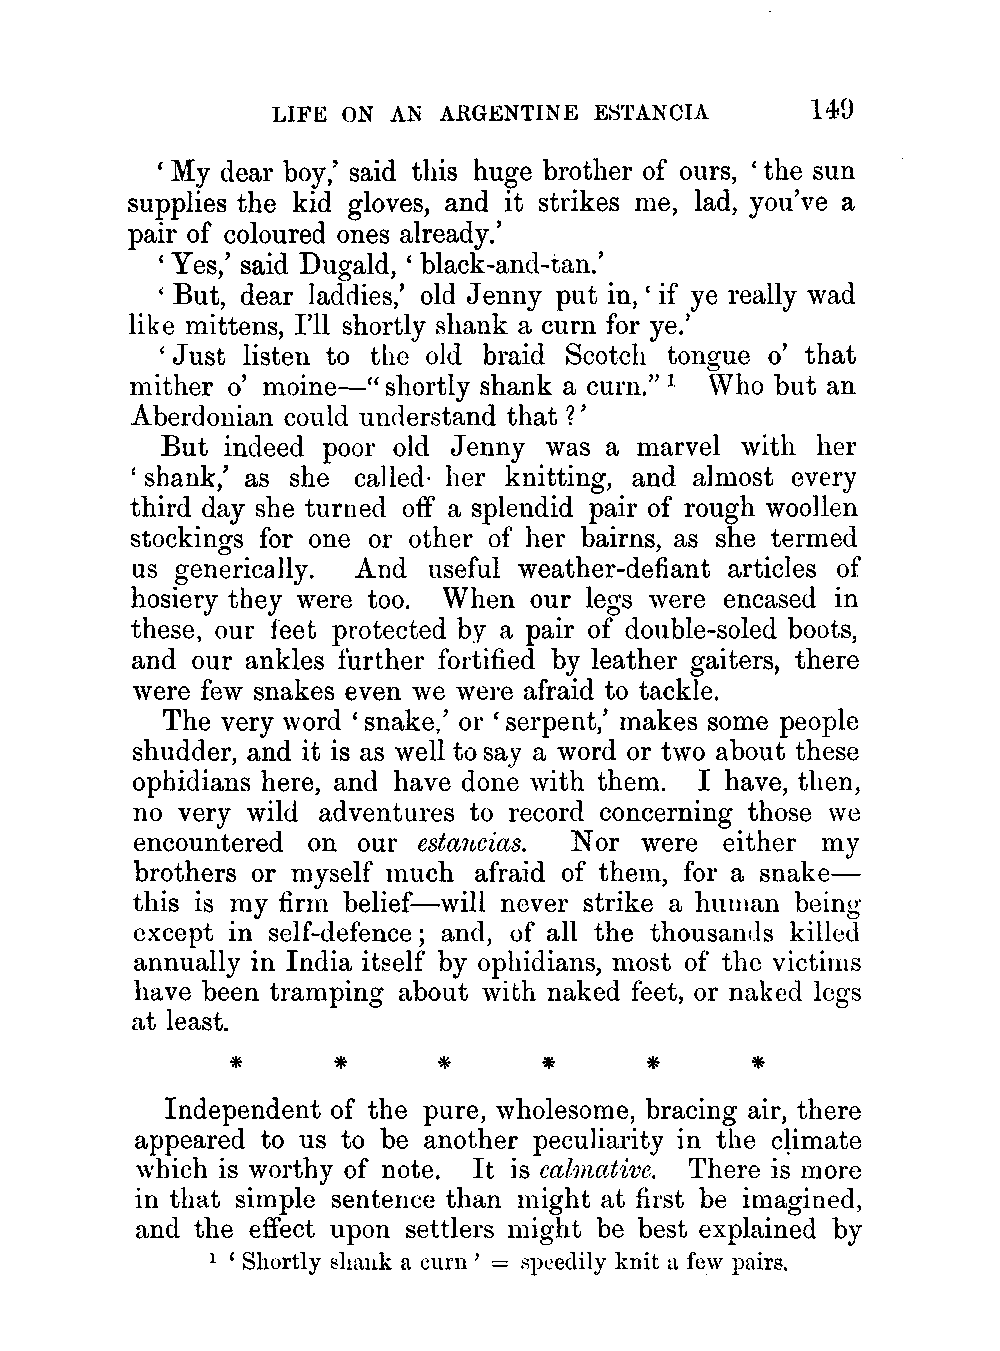 LIFE ON AN ARGENTINE ESTANCIA 149
‘My dear boy,’ said this huge brother of ours, ‘the sun
supplies the kid gloves, and it strikes me, lad, you’ve a
pair of coloured ones already.’
‘Yes,’ said Dugald, ‘black-and-tan.’
‘But, dear laddies,’ old Jenny put in, ‘if ye really wad
like mittens, I’ll shortly shank a curn for ye.’
‘Just listen to the old braid Scotch tongue o’ that
mither o’ moine—“shortly shank a curn.” ¹ Who but an
Aberdonian could understand that?’
But indeed poor old Jenny was a marvel with her
‘shank,’ as she called her knitting, and almost every
third day she turned off a splendid pair of rough woollen
stockings for one or other of her bairns, as she termed
us generically. And useful weather-defiant articles of
hosiery they were too. When our legs were encased in
these, our feet protected by a pair of double-soled boots,
and our ankles further fortified by leather gaiters, there
were few snakes even we were afraid to tackle.
The very word ‘snake,’ or ‘serpent,’ makes some people
shudder, and it is as well to say a word or two about these
ophidians here, and have done with them. I have, then,
no very wild adventures to record concerning those we
encountered on our estancias. Nor were either my
brothers or myself much afraid of them, for a snake—
this is my firm belief—will never strike a human being
except in self-defence; and, of all the thousands killed
annually in India itself by ophidians, most of the victims
have been tramping about with naked feet, or naked legs
at least.
* * * * * *
Independent of the pure, wholesome, bracing air, there
appeared to us to be another peculiarity in the climate
which is worthy of note. It is calmative. There is more
in that simple sentence than might at first be imagined,
and the effect upon settlers might be best explained by
¹ ‘Shortly shank a curn’ = speedily knit a few pairs.